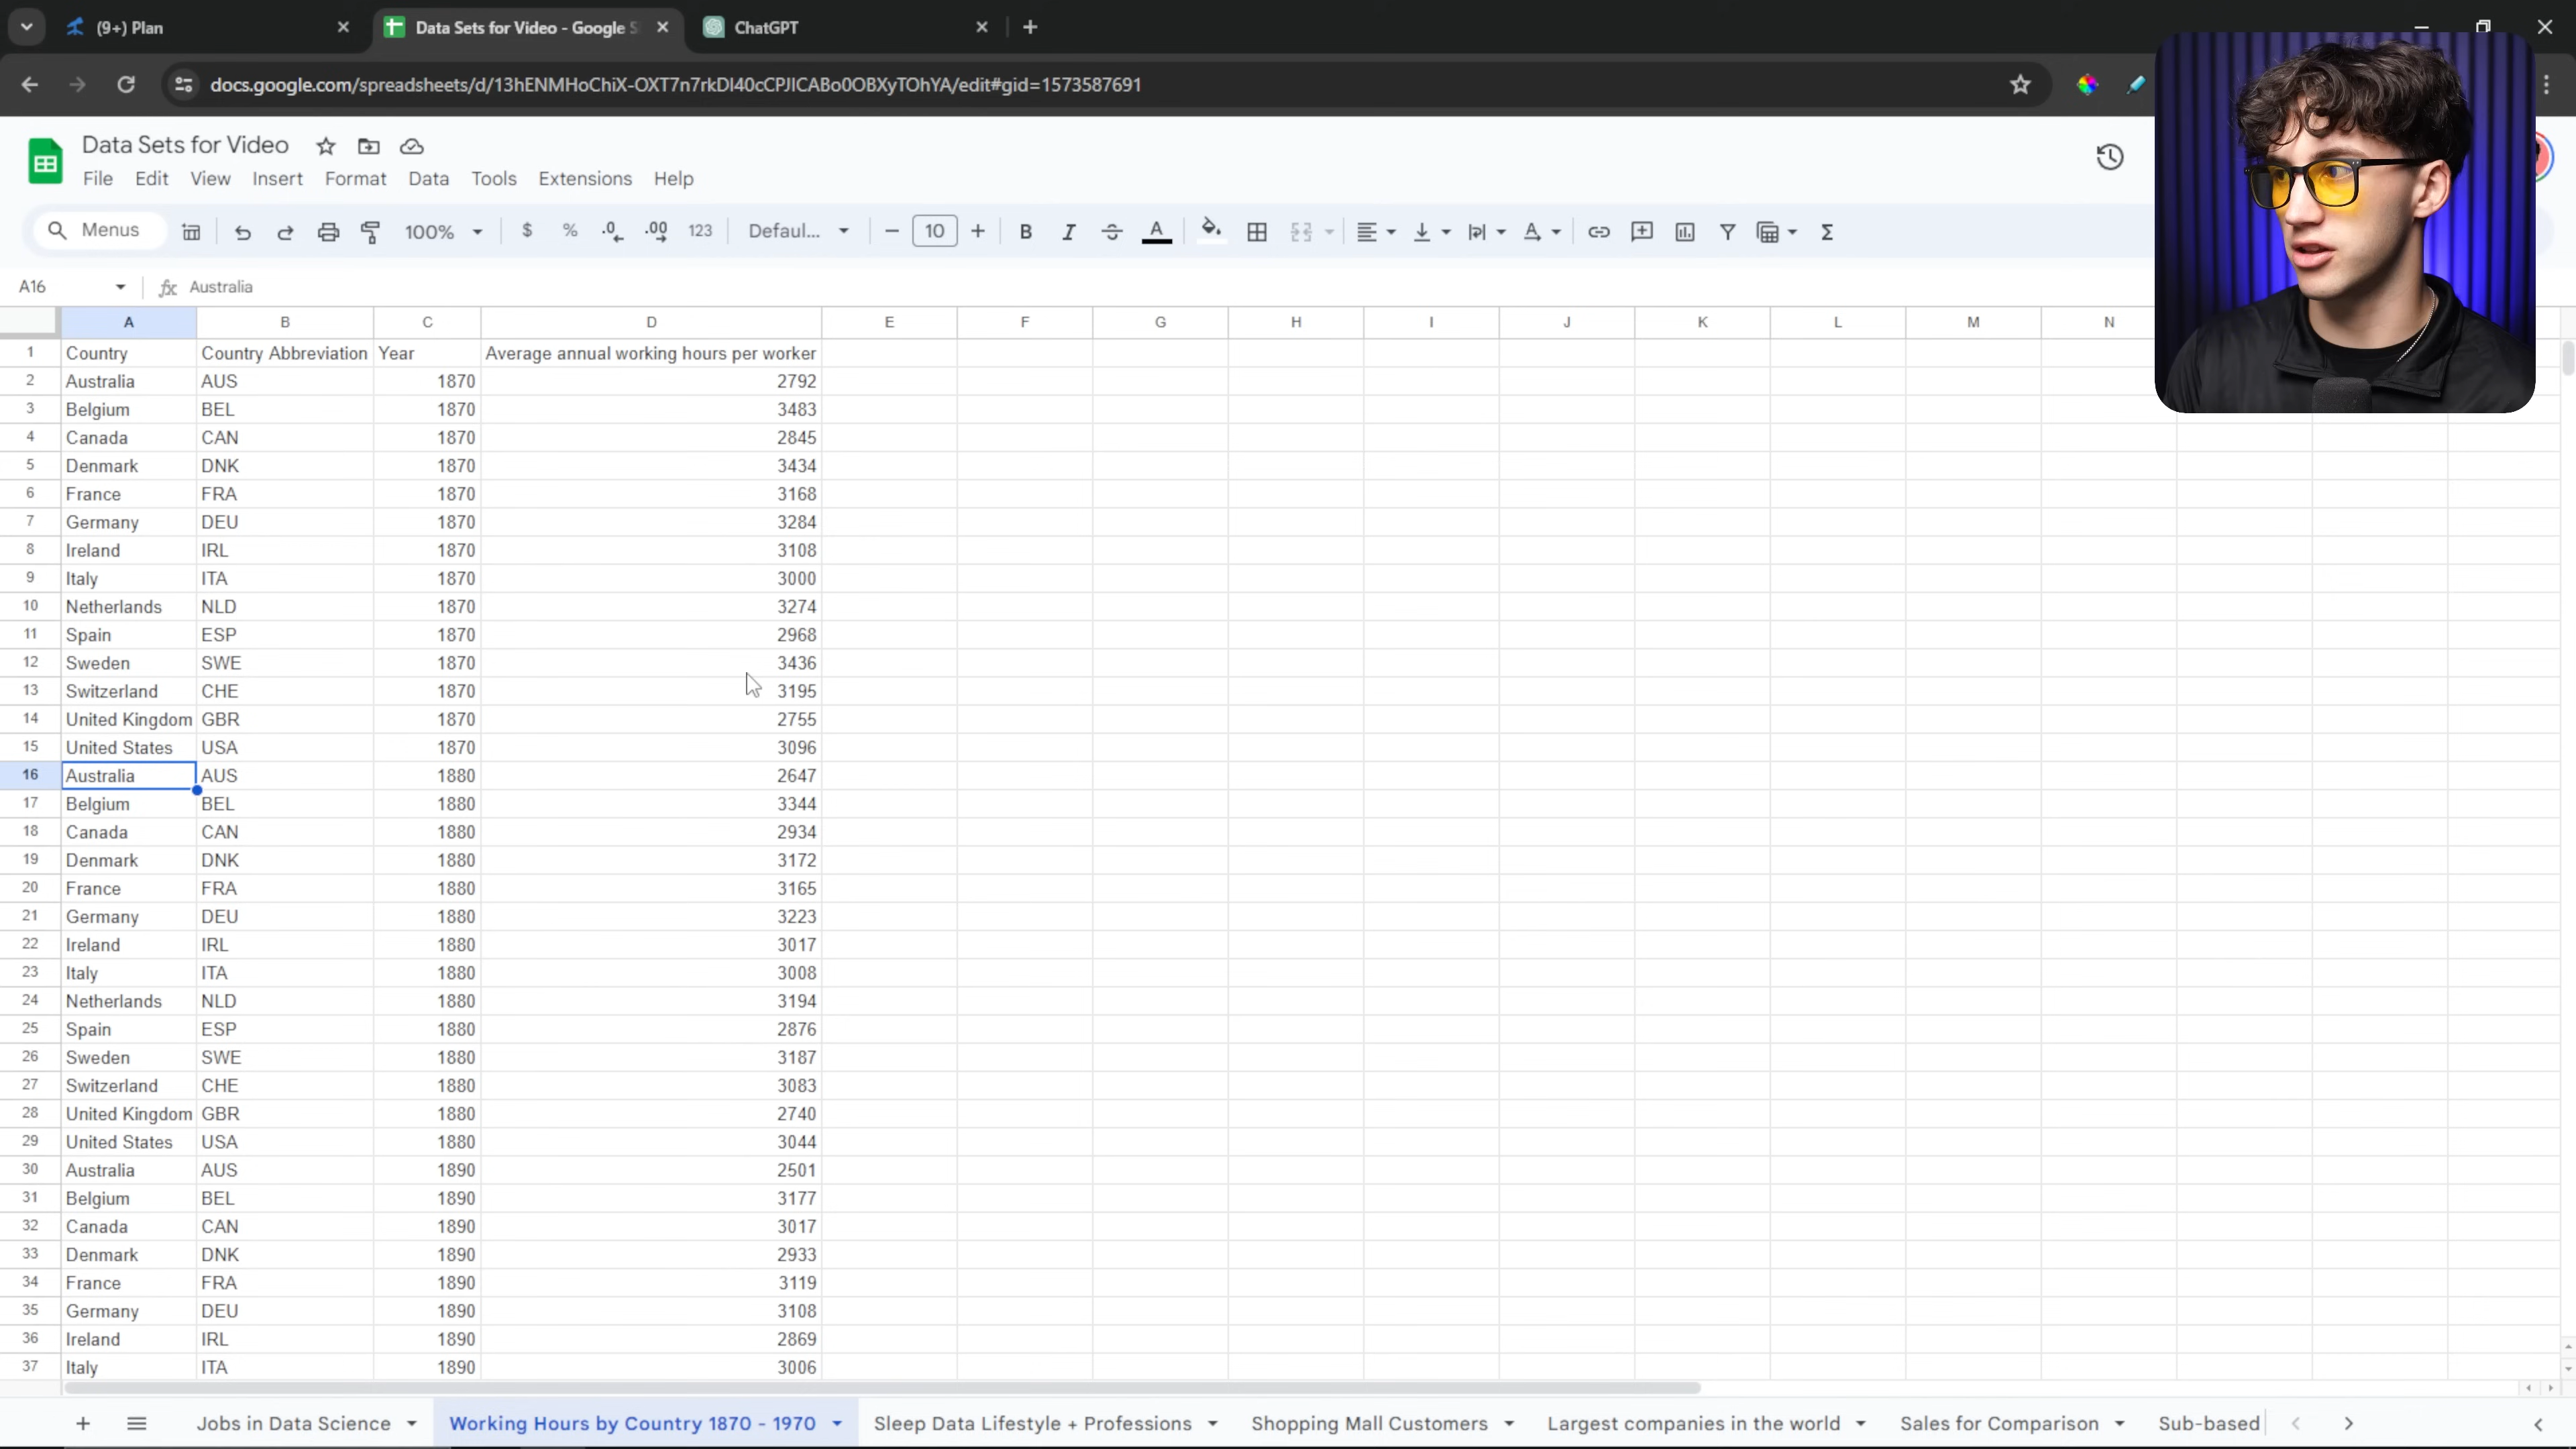 (9+) Plan
Data Sets for Video - Google S
ChatGPT
docs.google.com/spreadsheets/d/13hENMHoChiX-OXT7n7rkDI40cCPJICABo0OBXyTOhYA/edit#gid=1573587691
Data Sets for Video
File Edit View Insert Format Data Tools Extensions Help
Menus 100% $ % .0 .00 123 Defaul... 10 B I A
A16 fx Australia
A B C D E F G H I J K L M N
1 Country Country Abbreviation Year Average annual working hours per worker
2 Australia AUS 1870 2792
3 Belgium BEL 1870 3483
4 Canada CAN 1870 2845
5 Denmark DNK 1870 3434
6 France FRA 1870 3168
7 Germany DEU 1870 3284
8 Ireland IRL 1870 3108
9 Italy ITA 1870 3000
10 Netherlands NLD 1870 3274
11 Spain ESP 1870 2968
12 Sweden SWE 1870 3436
13 Switzerland CHE 1870 3195
14 United Kingdom GBR 1870 2755
15 United States USA 1870 3096
16 Australia AUS 1880 2647
17 Belgium BEL 1880 3344
18 Canada CAN 1880 2934
19 Denmark DNK 1880 3172
20 France FRA 1880 3165
21 Germany DEU 1880 3223
22 Ireland IRL 1880 3017
23 Italy ITA 1880 3008
24 Netherlands NLD 1880 3194
25 Spain ESP 1880 2876
26 Sweden SWE 1880 3187
27 Switzerland CHE 1880 3083
28 United Kingdom GBR 1880 2740
29 United States USA 1880 3044
30 Australia AUS 1890 2501
31 Belgium BEL 1890 3177
32 Canada CAN 1890 3017
33 Denmark DNK 1890 2933
34 France FRA 1890 3119
35 Germany DEU 1890 3108
36 Ireland IRL 1890 2869
37 Italy ITA 1890 3006
Jobs in Data Science Working Hours by Country 1870 - 1970 Sleep Data Lifestyle + Professions Shopping Mall Customers Largest companies in the world Sales for Comparison Sub-based